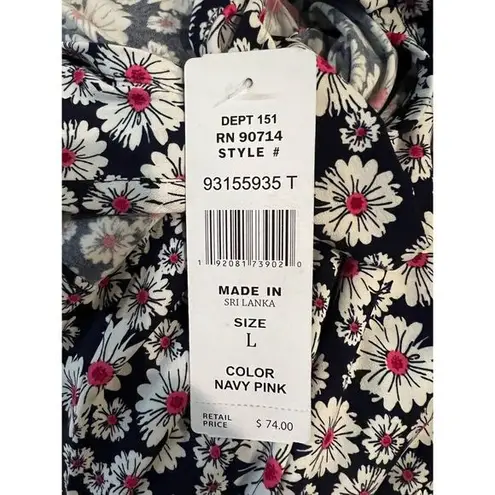 DEPT 151
RN 90714
STYLE #
93155935 T
1 92081 73902 0
MADE IN
SRI LANKA
SIZE
L
COLOR
NAVY PINK
RETAIL
PRICE $ 74.00